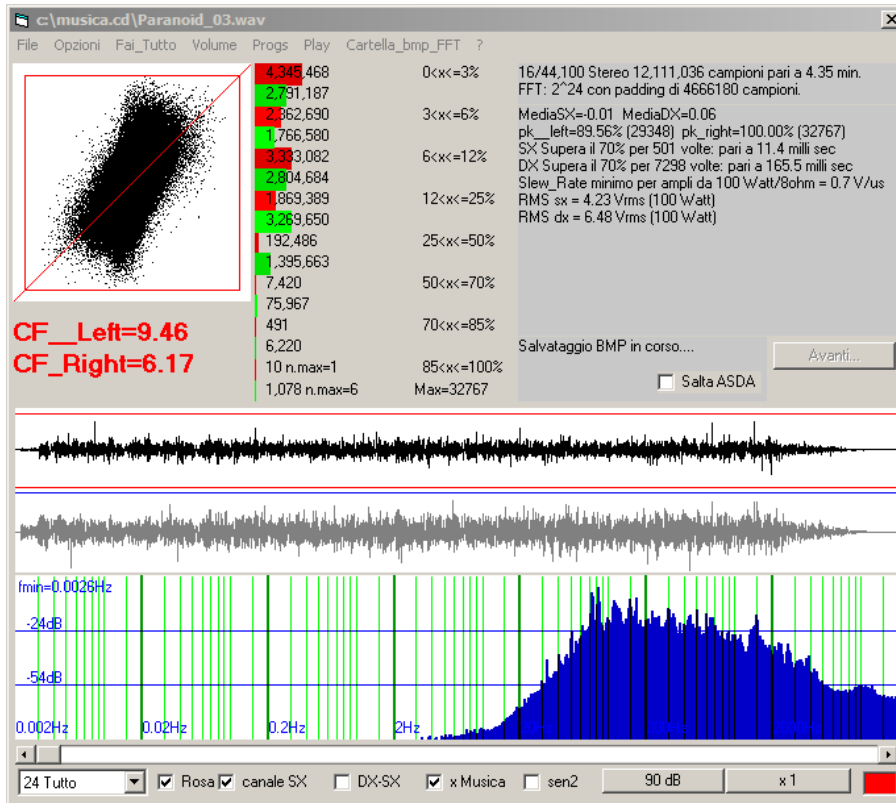 c:\musica.cd\Paranoid_03.wav
File Opzioni Fai_Tutto Volume Progs Play Cartella_bmp_FFT ?
4,345,468 0<x<=3%
2,791,187
2,362,690 3<x<=6%
1,766,580
3,333,082 6<x<=12%
2,804,684
1,869,389 12<x<=25%
3,269,650
192,486 25<x<=50%
1,395,663
7,420 50<x<=70%
75,967
491 70<x<=85%
6,220
10 n.max=1 85<x<=100%
1,078 n.max=6 Max=32767
16/44,100 Stereo 12,111,036 campioni pari a 4.35 min.
FFT: 2^24 con padding di 4666180 campioni.
MediaSX=-0.01 MediaDX=0.06
pk__left=89.56% (29348) pk_right=100.00% (32767)
SX Supera il 70% per 501 volte: pari a 11.4 milli sec
DX Supera il 70% per 7298 volte: pari a 165.5 milli sec
Slew_Rate minimo per ampli da 100 Watt/8ohm = 0.7 V/us
RMS sx = 4.23 Vrms (100 Watt)
RMS dx = 6.48 Vrms (100 Watt)
CF__Left=9.46
CF_Right=6.17
Salvataggio BMP in corso....
Avanti...
Salta ASDA
fmin=0.0026Hz
-24dB
-54dB
0.002Hz 0.02Hz 0.2Hz 2Hz
24 Tutto Rosa canale SX DX-SX x Musica sen2 90 dB x 1